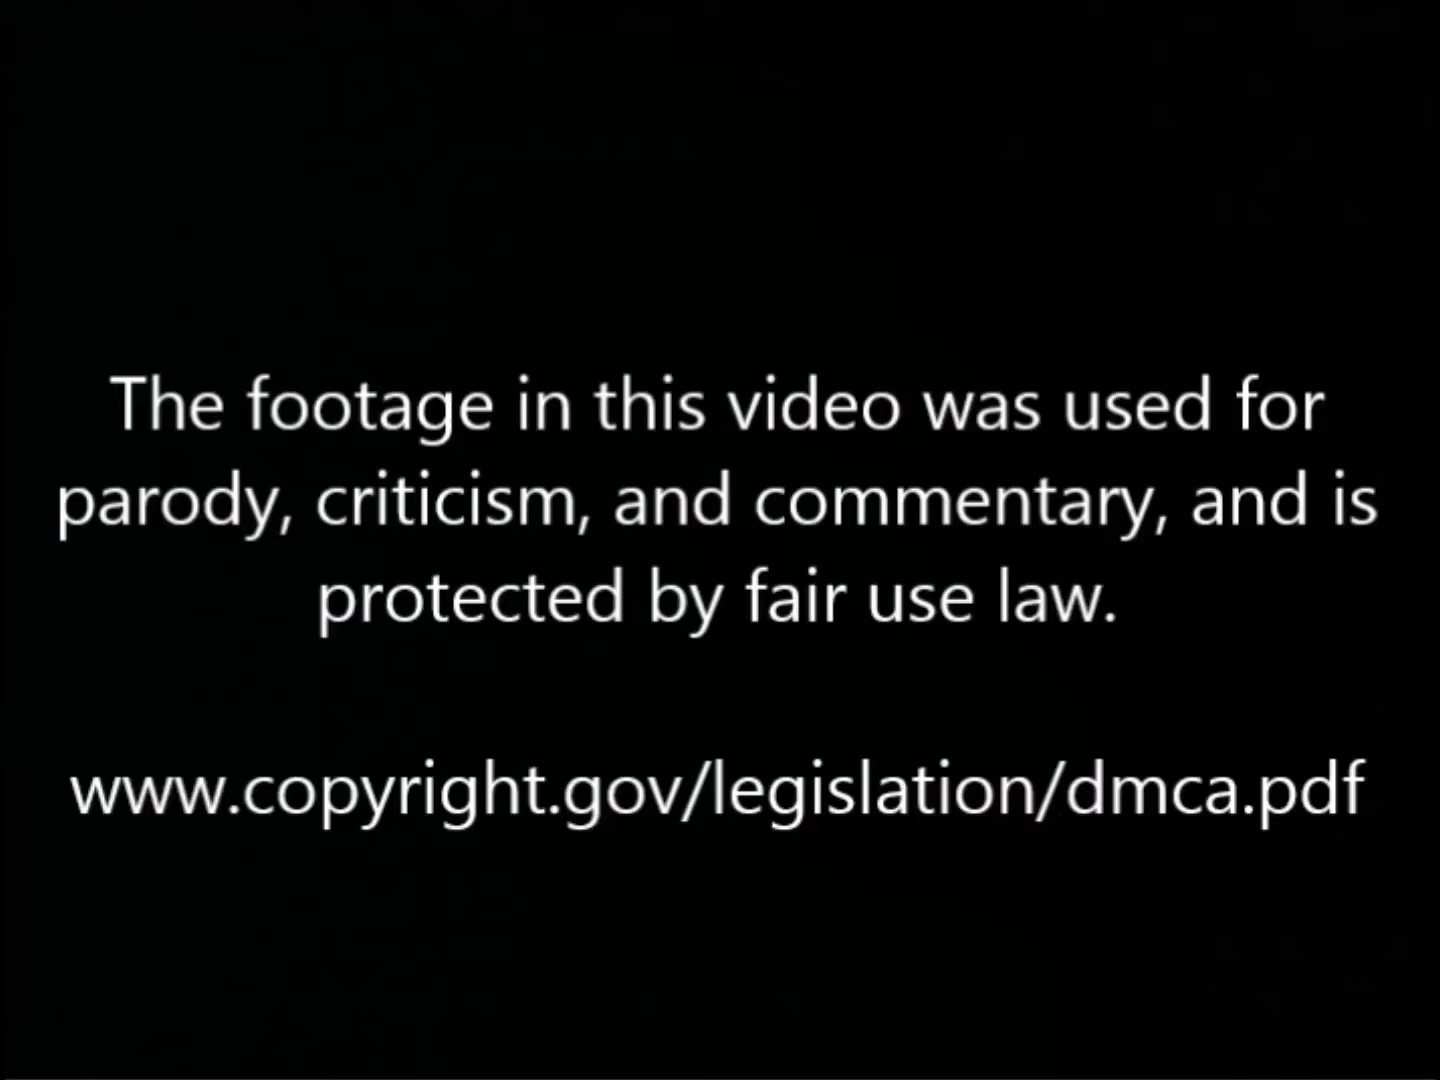 The footage in this video was used for
parody, criticism, and commentary, and is
protected by fair use law.
www.copyright.gov/legislation/dmca.pdf